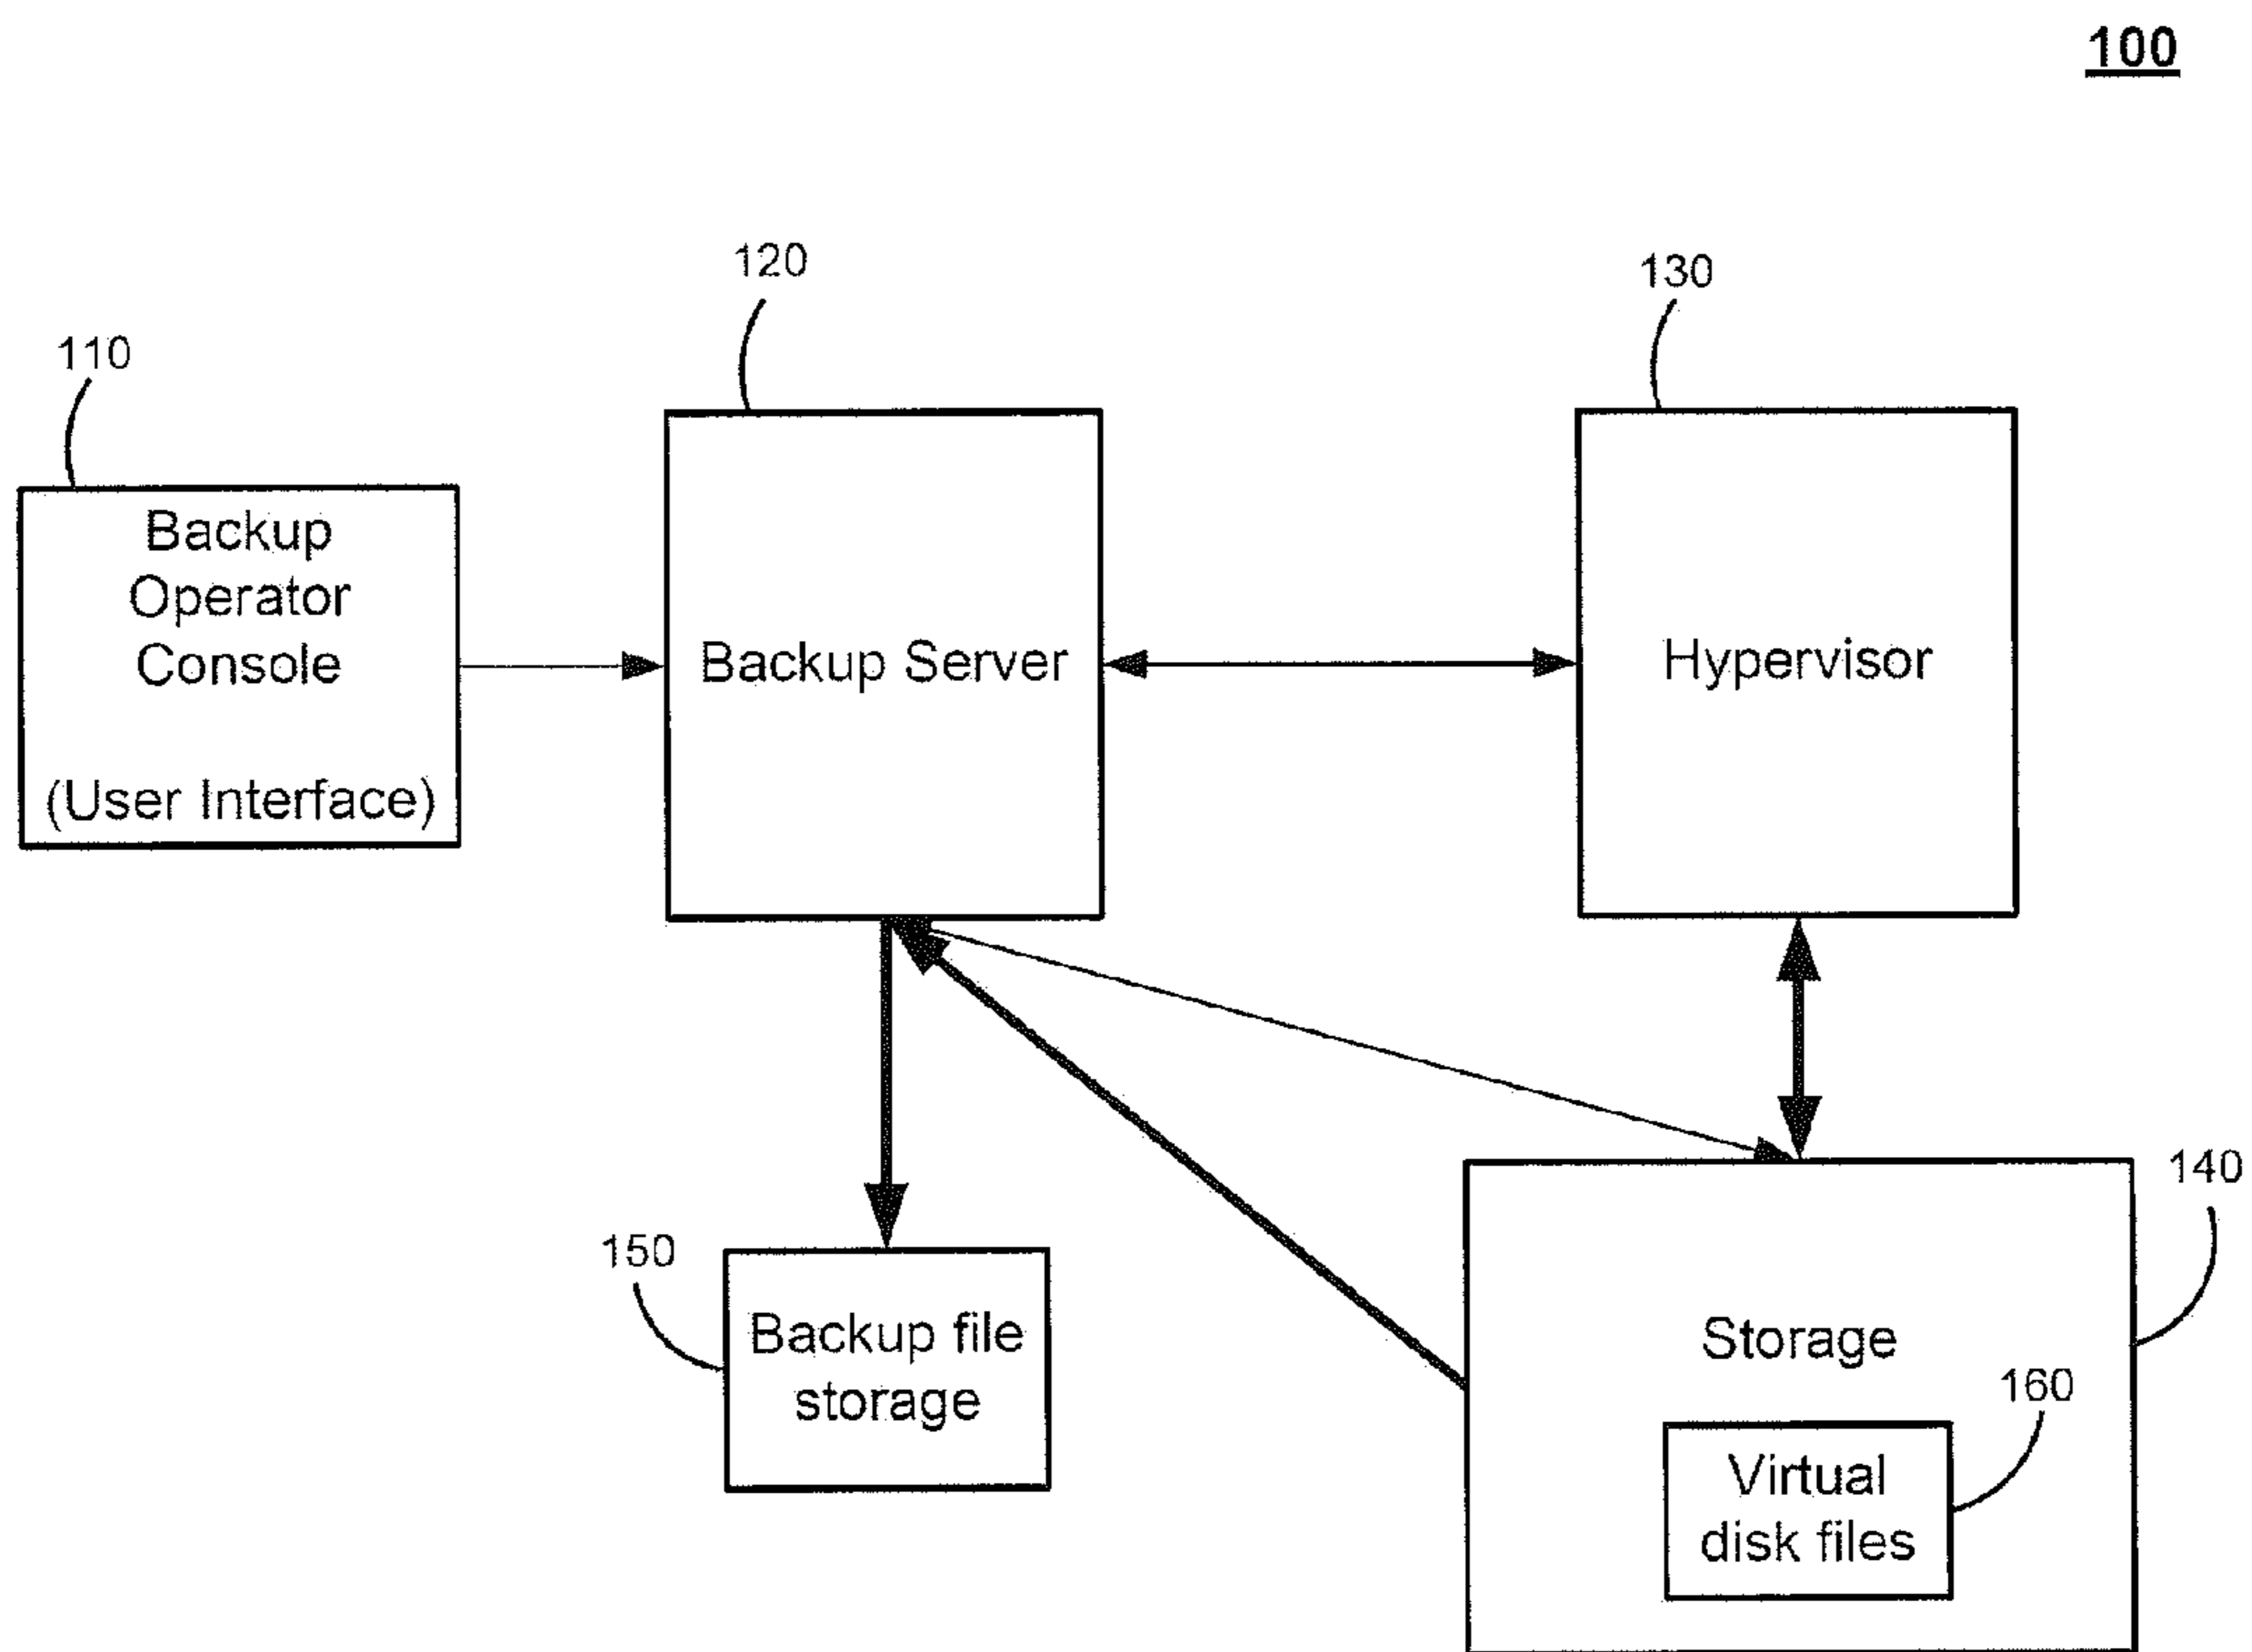 100
120
130
110
Backup
Operator
Console
(User Interface)
Backup Server
Hypervisor
140
150
Backup file
storage
Storage
160
Virtual
disk files